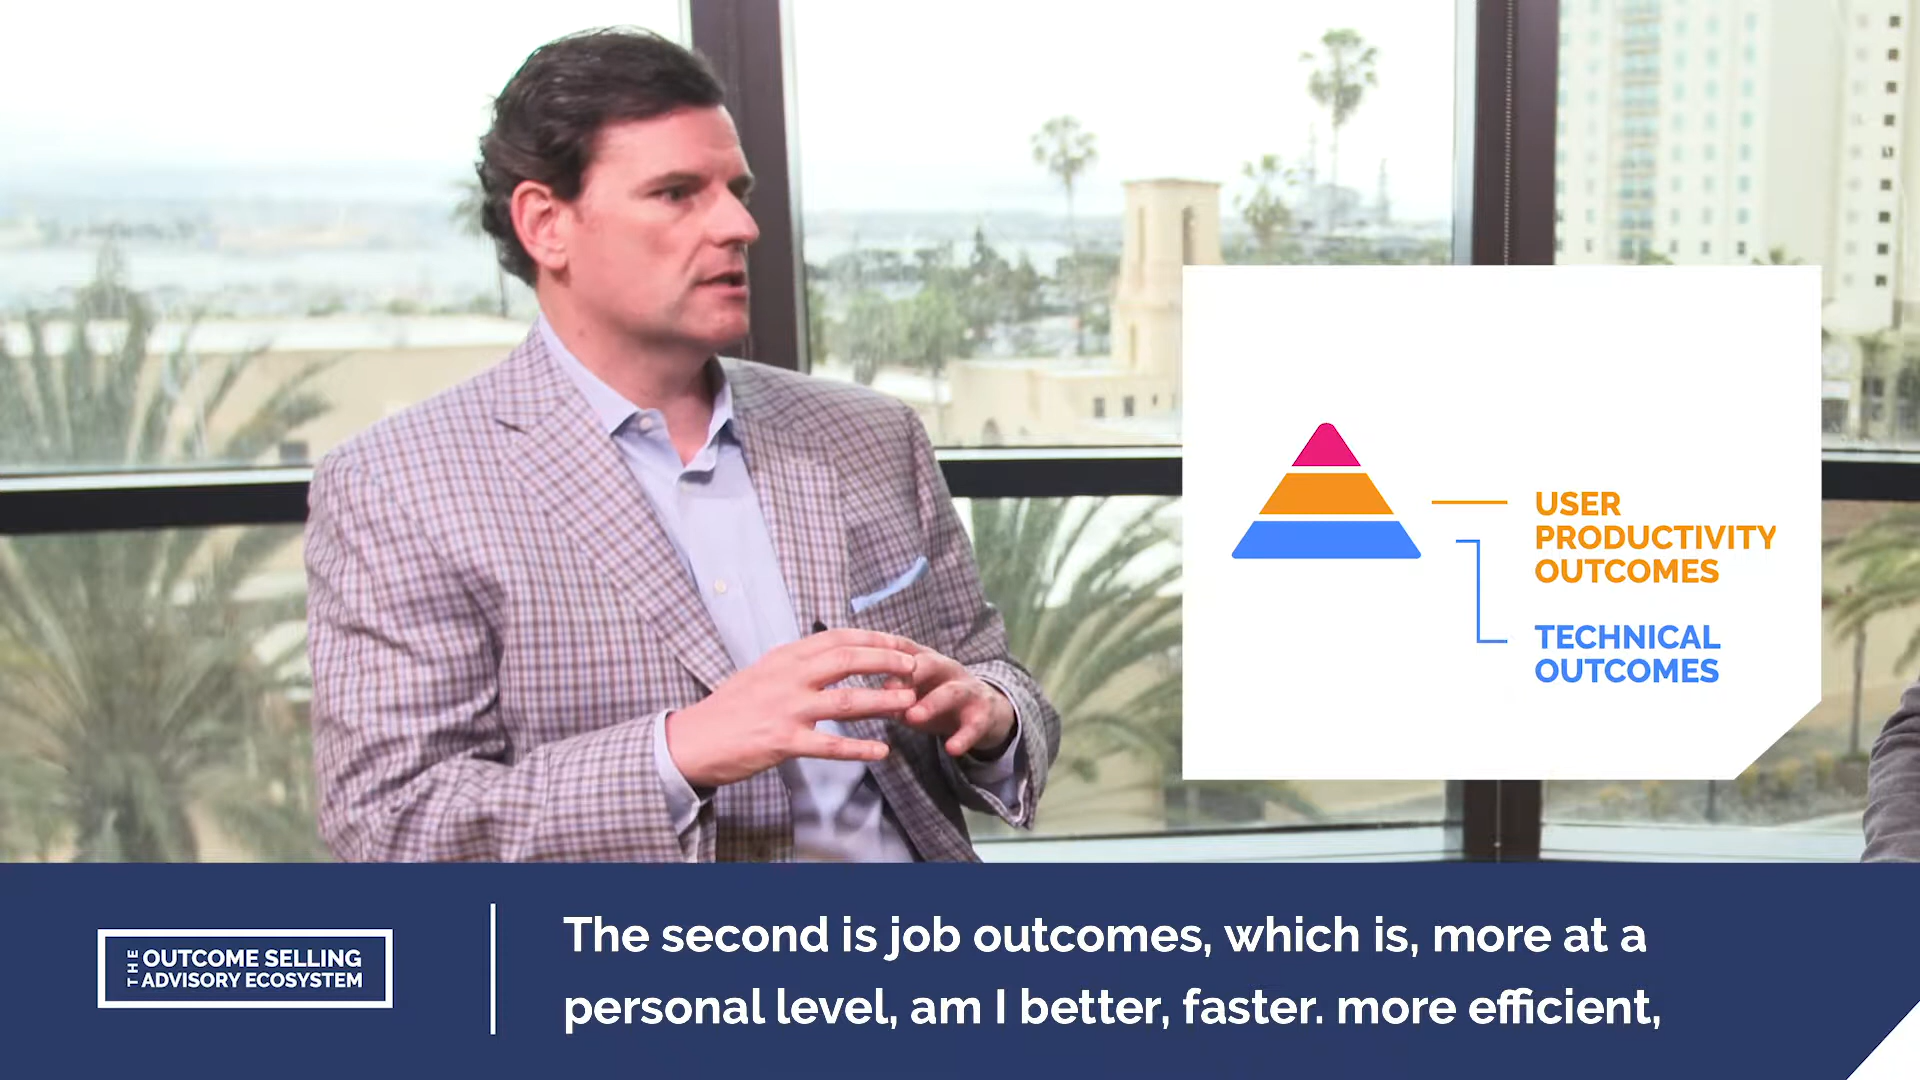 USER
PRODUCTIVITY
OUTCOMES
TECHNICAL
OUTCOMES
THE OUTCOME SELLING
ADVISORY ECOSYSTEM
The second is job outcomes, which is, more at a
personal level, am I better, faster. more efficient,